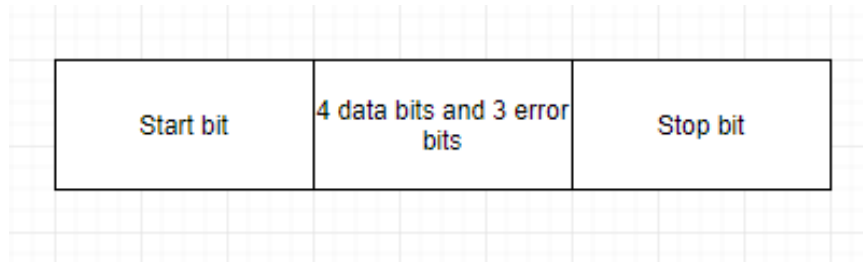 Start bit
4 data bits and 3 error
bits
Stop bit